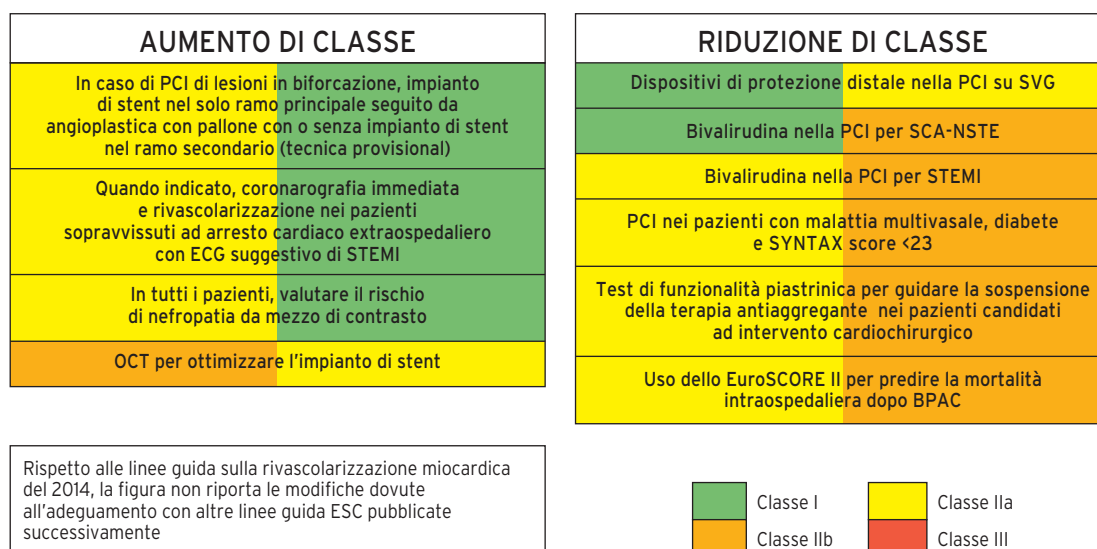 AUMENTO DI CLASSE
In caso di PCI di lesioni in biforcazione, impianto
di stent nel solo ramo principale seguito da
angioplastica con pallone con o senza impianto di stent
nel ramo secondario (tecnica provisional)
Quando indicato, coronarografia immediata
e rivascolarizzazione nei pazienti
sopravvissuti ad arresto cardiaco extraospedaliero
con ECG suggestivo di STEMI
In tutti i pazienti, valutare il rischio
di nefropatia da mezzo di contrasto
OCT per ottimizzare l'impianto di stent
RIDUZIONE DI CLASSE
Dispositivi di protezione distale nella PCI su SVG
Bivalirudina nella PCI per SCA-NSTE
Bivalirudina nella PCI per STEMI
PCI nei pazienti con malattia multivasale, diabete
e SYNTAX score <23
Test di funzionalità piastrinica per guidare la sospensione
della terapia antiaggregante nei pazienti candidati
ad intervento cardiochirurgico
Uso dello EuroSCORE II per predire la mortalità
intraospedaliera dopo BPAC
Rispetto alle linee guida sulla rivascolarizzazione miocardica
del 2014, la figura non riporta le modifiche dovute
all'adeguamento con altre linee guida ESC pubblicate
successivamente
Classe I
Classe IIa
Classe IIb
Classe III